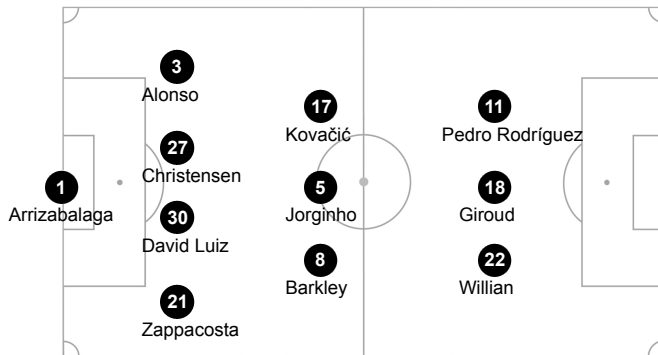 3
Alonso
17
Kovačić
11
Pedro Rodríguez
27
Christensen
1
Arrizabalaga
5
Jorginho
18
Giroud
30
David Luiz
8
Barkley
22
Willian
21
Zappacosta